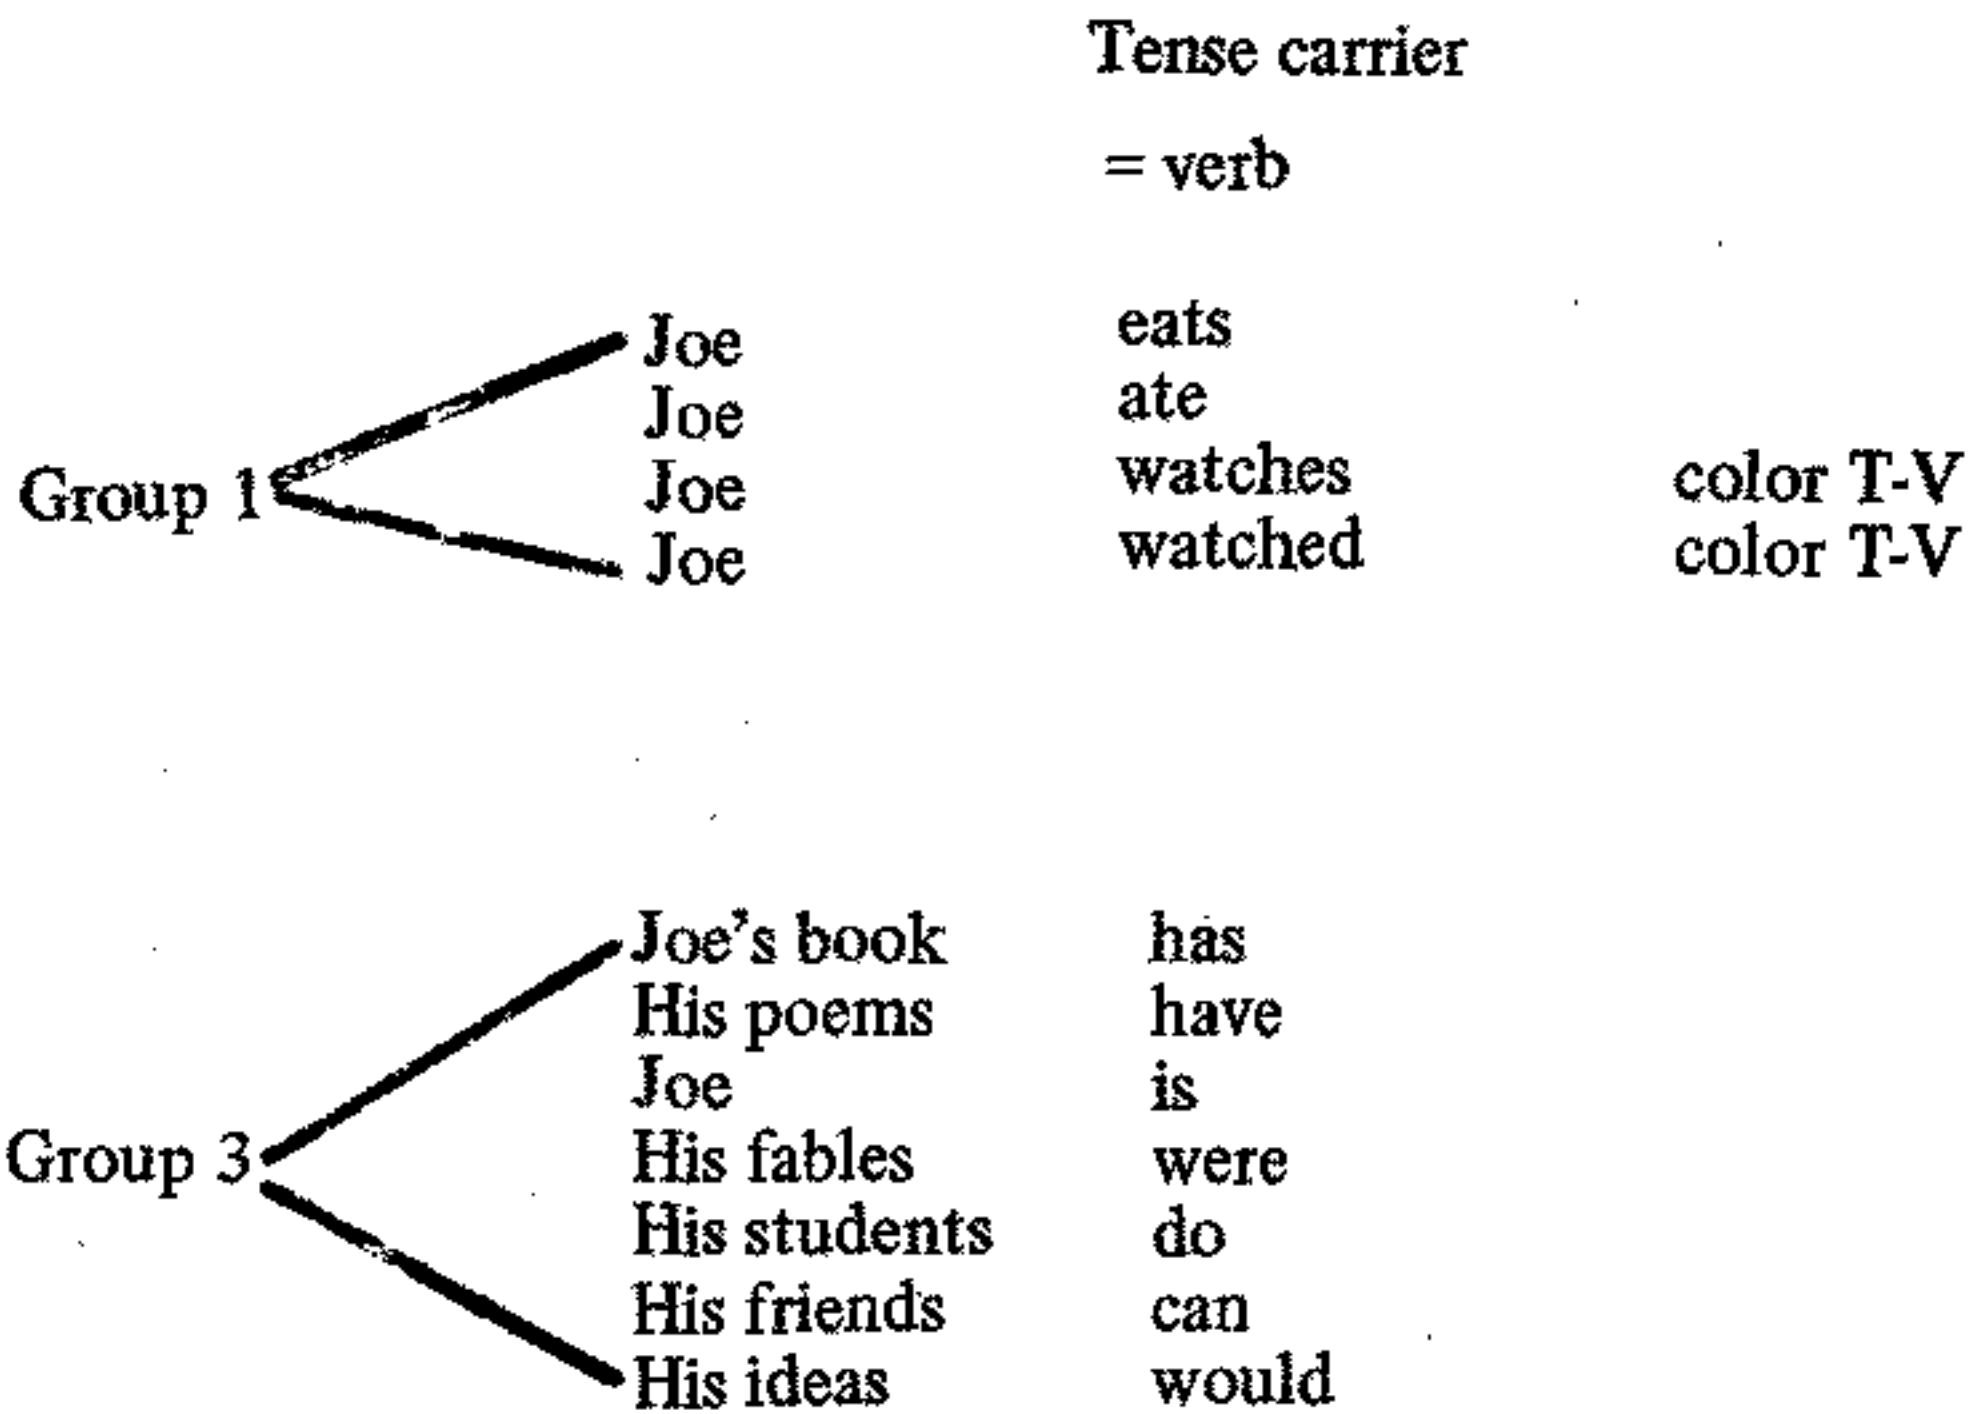 Tense carrier
= verb
Joe eats
Joe ate
Group 1 Joe watches color T-V
Joe watched color T-V
Joe's book has
His poems have
Joe is
Group 3 His fables were
His students do
His friends can
His ideas would